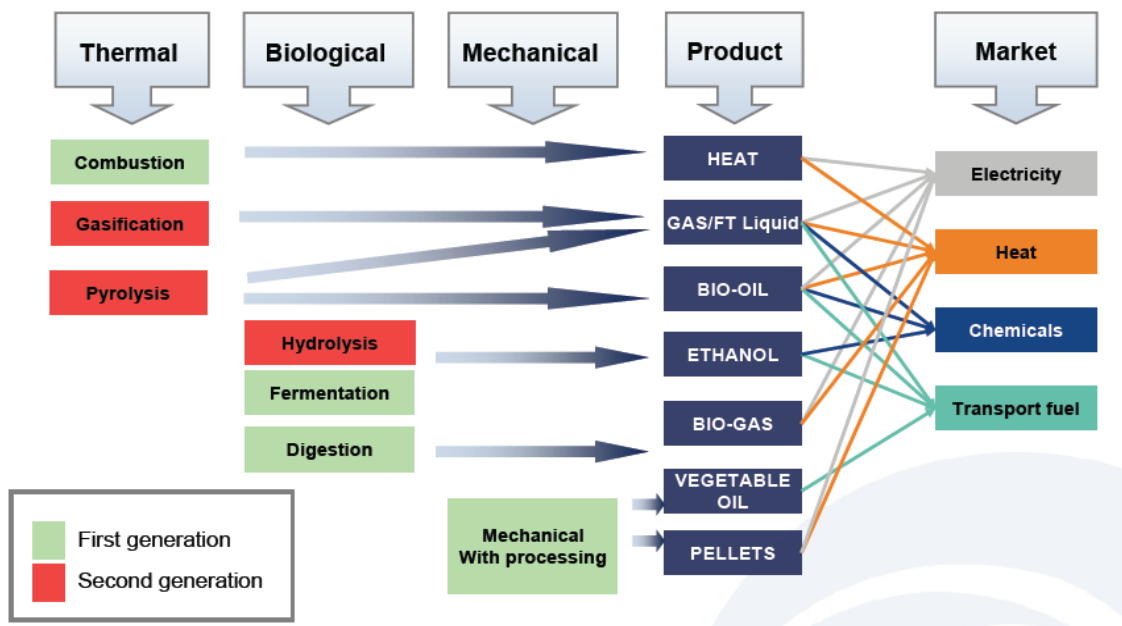 Thermal
Biological
Mechanical
Product
Market
Combustion
Gasification
Pyrolysis
Hydrolysis
Fermentation
Digestion
Mechanical
With processing
HEAT
GAS/FT Liquid
BIO-OIL
ETHANOL
BIO-GAS
VEGETABLE
OIL
PELLETS
Electricity
Heat
Chemicals
Transport fuel
First generation
Second generation